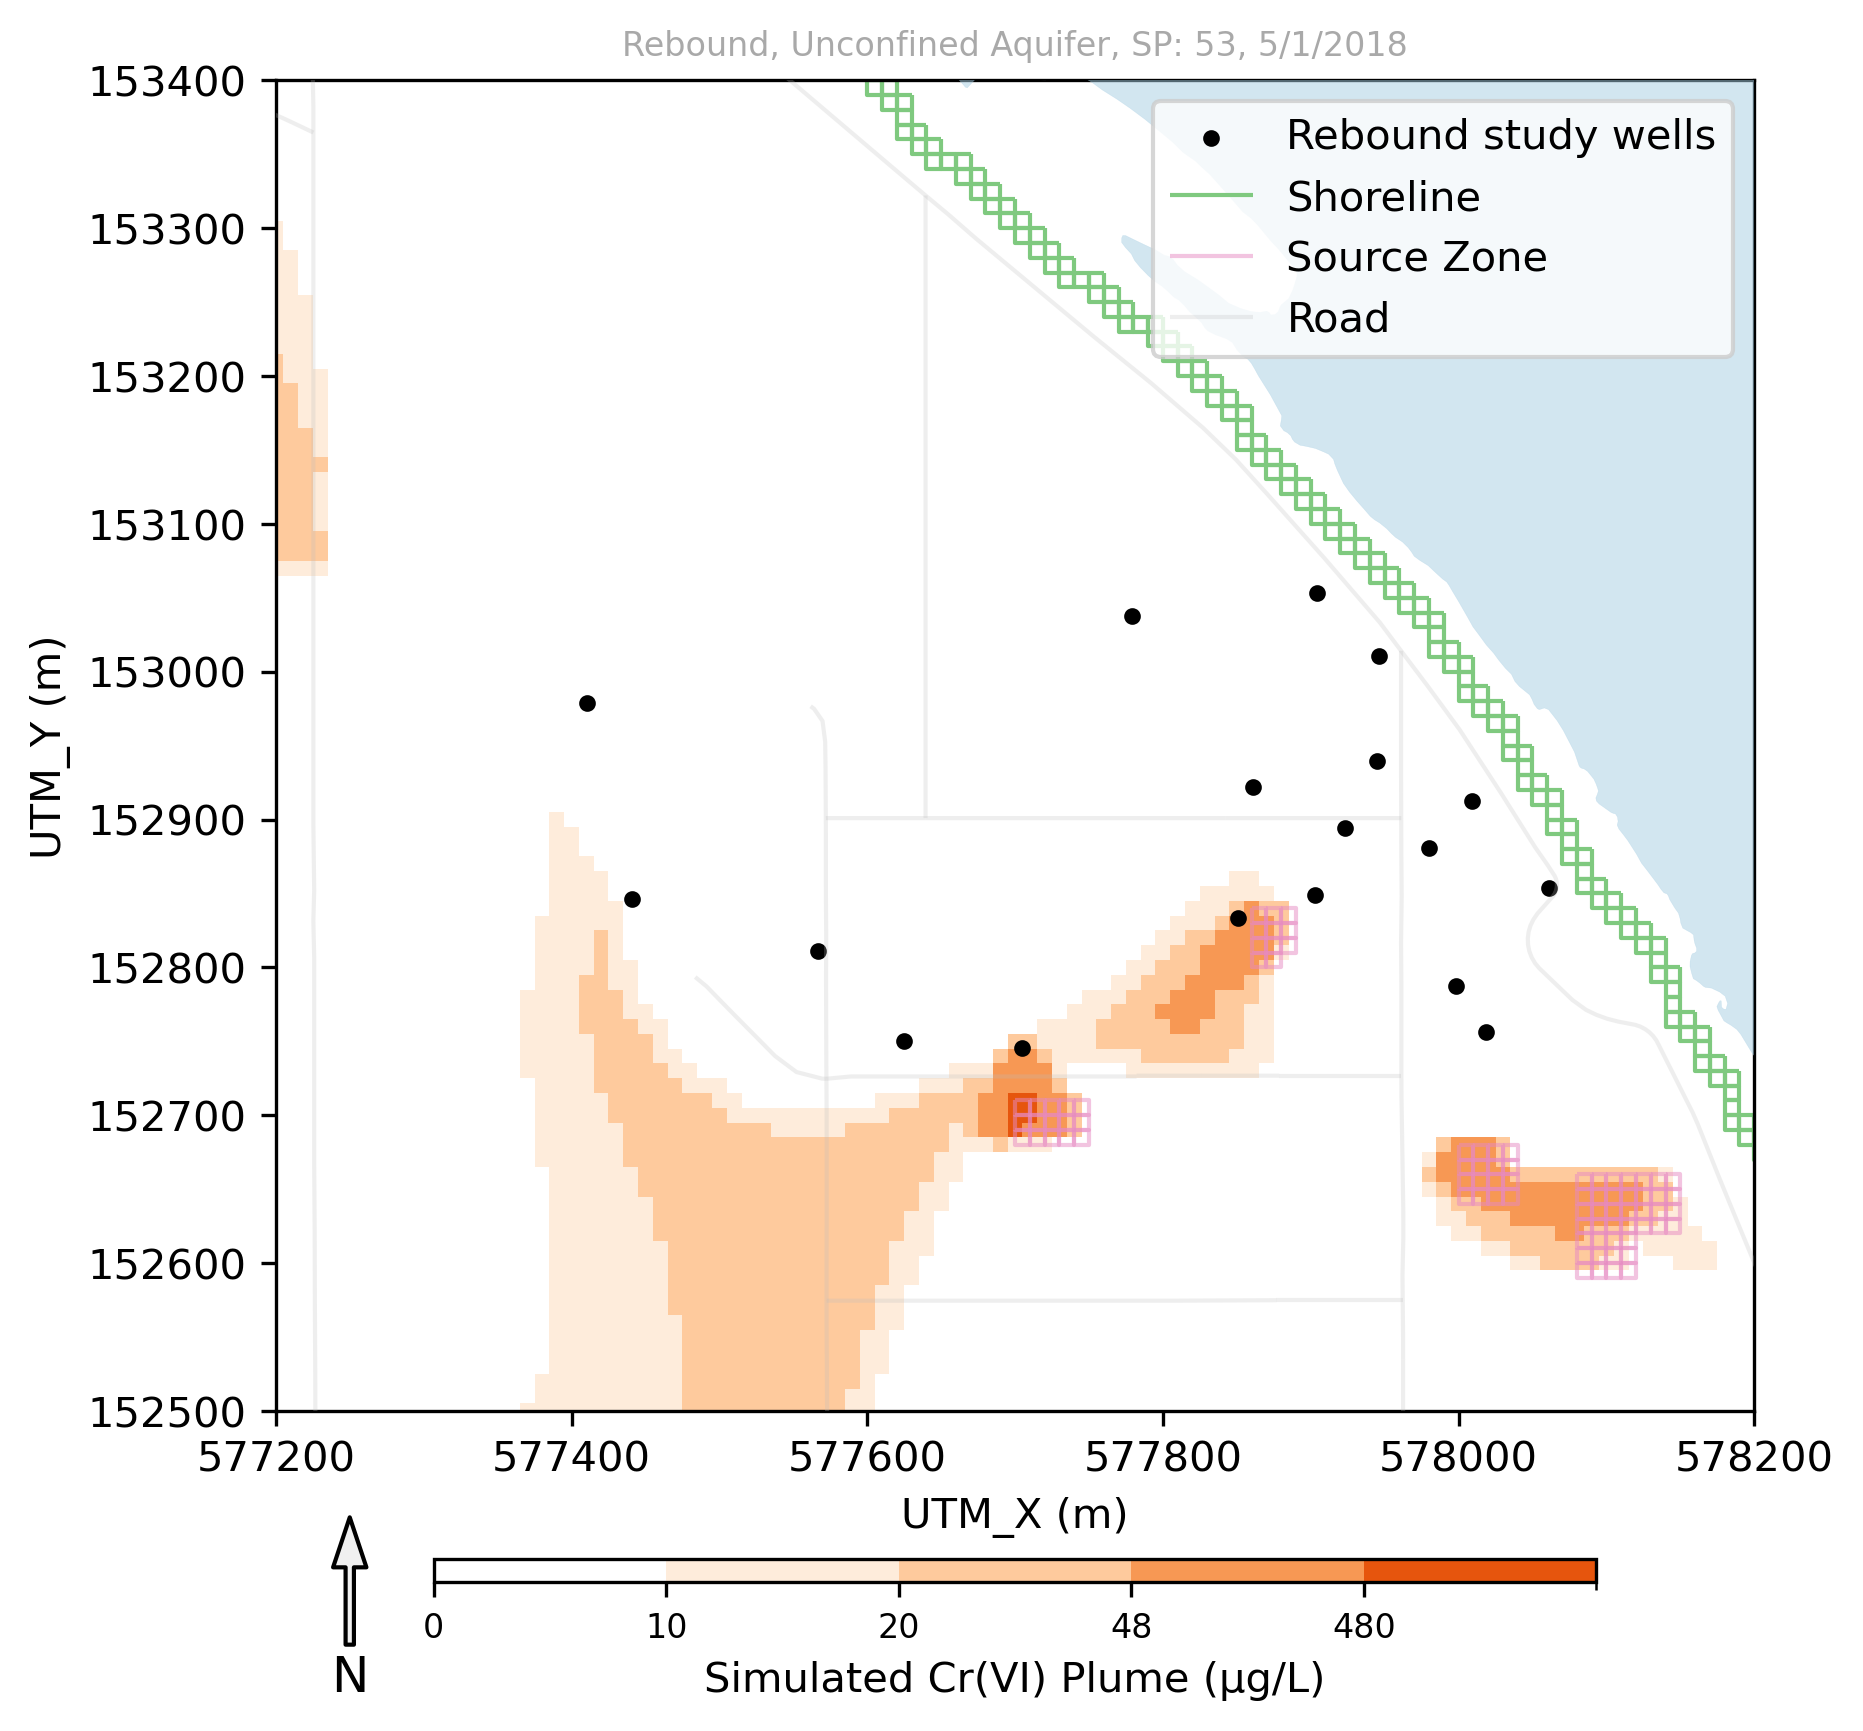 Rebound, Unconfined Aquifer, SP: 53, 5/1/2018
153400
153300
153200
153100
153000
152900
152800
152700
152600
152500
UTM_Y (m)
Rebound study wells
Shoreline
Source Zone
Road
577200
577400
577600
577800
578000
578200
UTM_X (m)
N
0
10
20
48
480
Simulated Cr(VI) Plume (μg/L)